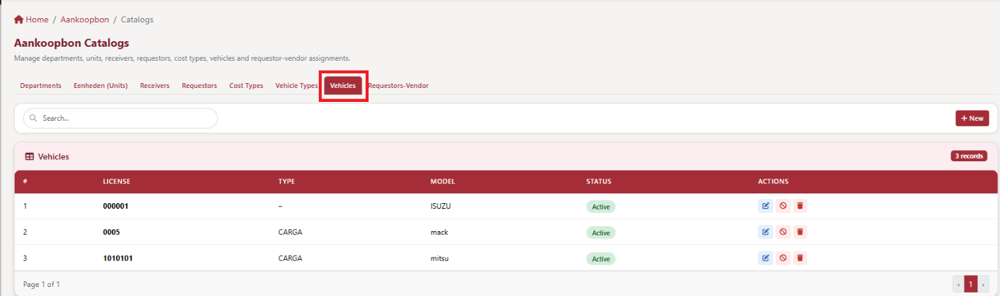 Home / Aankoopbon / Catalogs
Aankoopbon Catalogs
Manage departments, units, receivers, requestors, cost types, vehicles and requestor-vendor assignments.
Departments Eenheden (Units) Receivers Requestors Cost Types Vehicle Types Vehicles Requestors-Vendor
Search... + New
Vehicles 3 records
# LICENSE TYPE MODEL STATUS ACTIONS
1 000001 – ISUZU Active
2 0005 CARGA mack Active
3 1010101 CARGA mitsu Active
Page 1 of 1 ‹ 1 ›